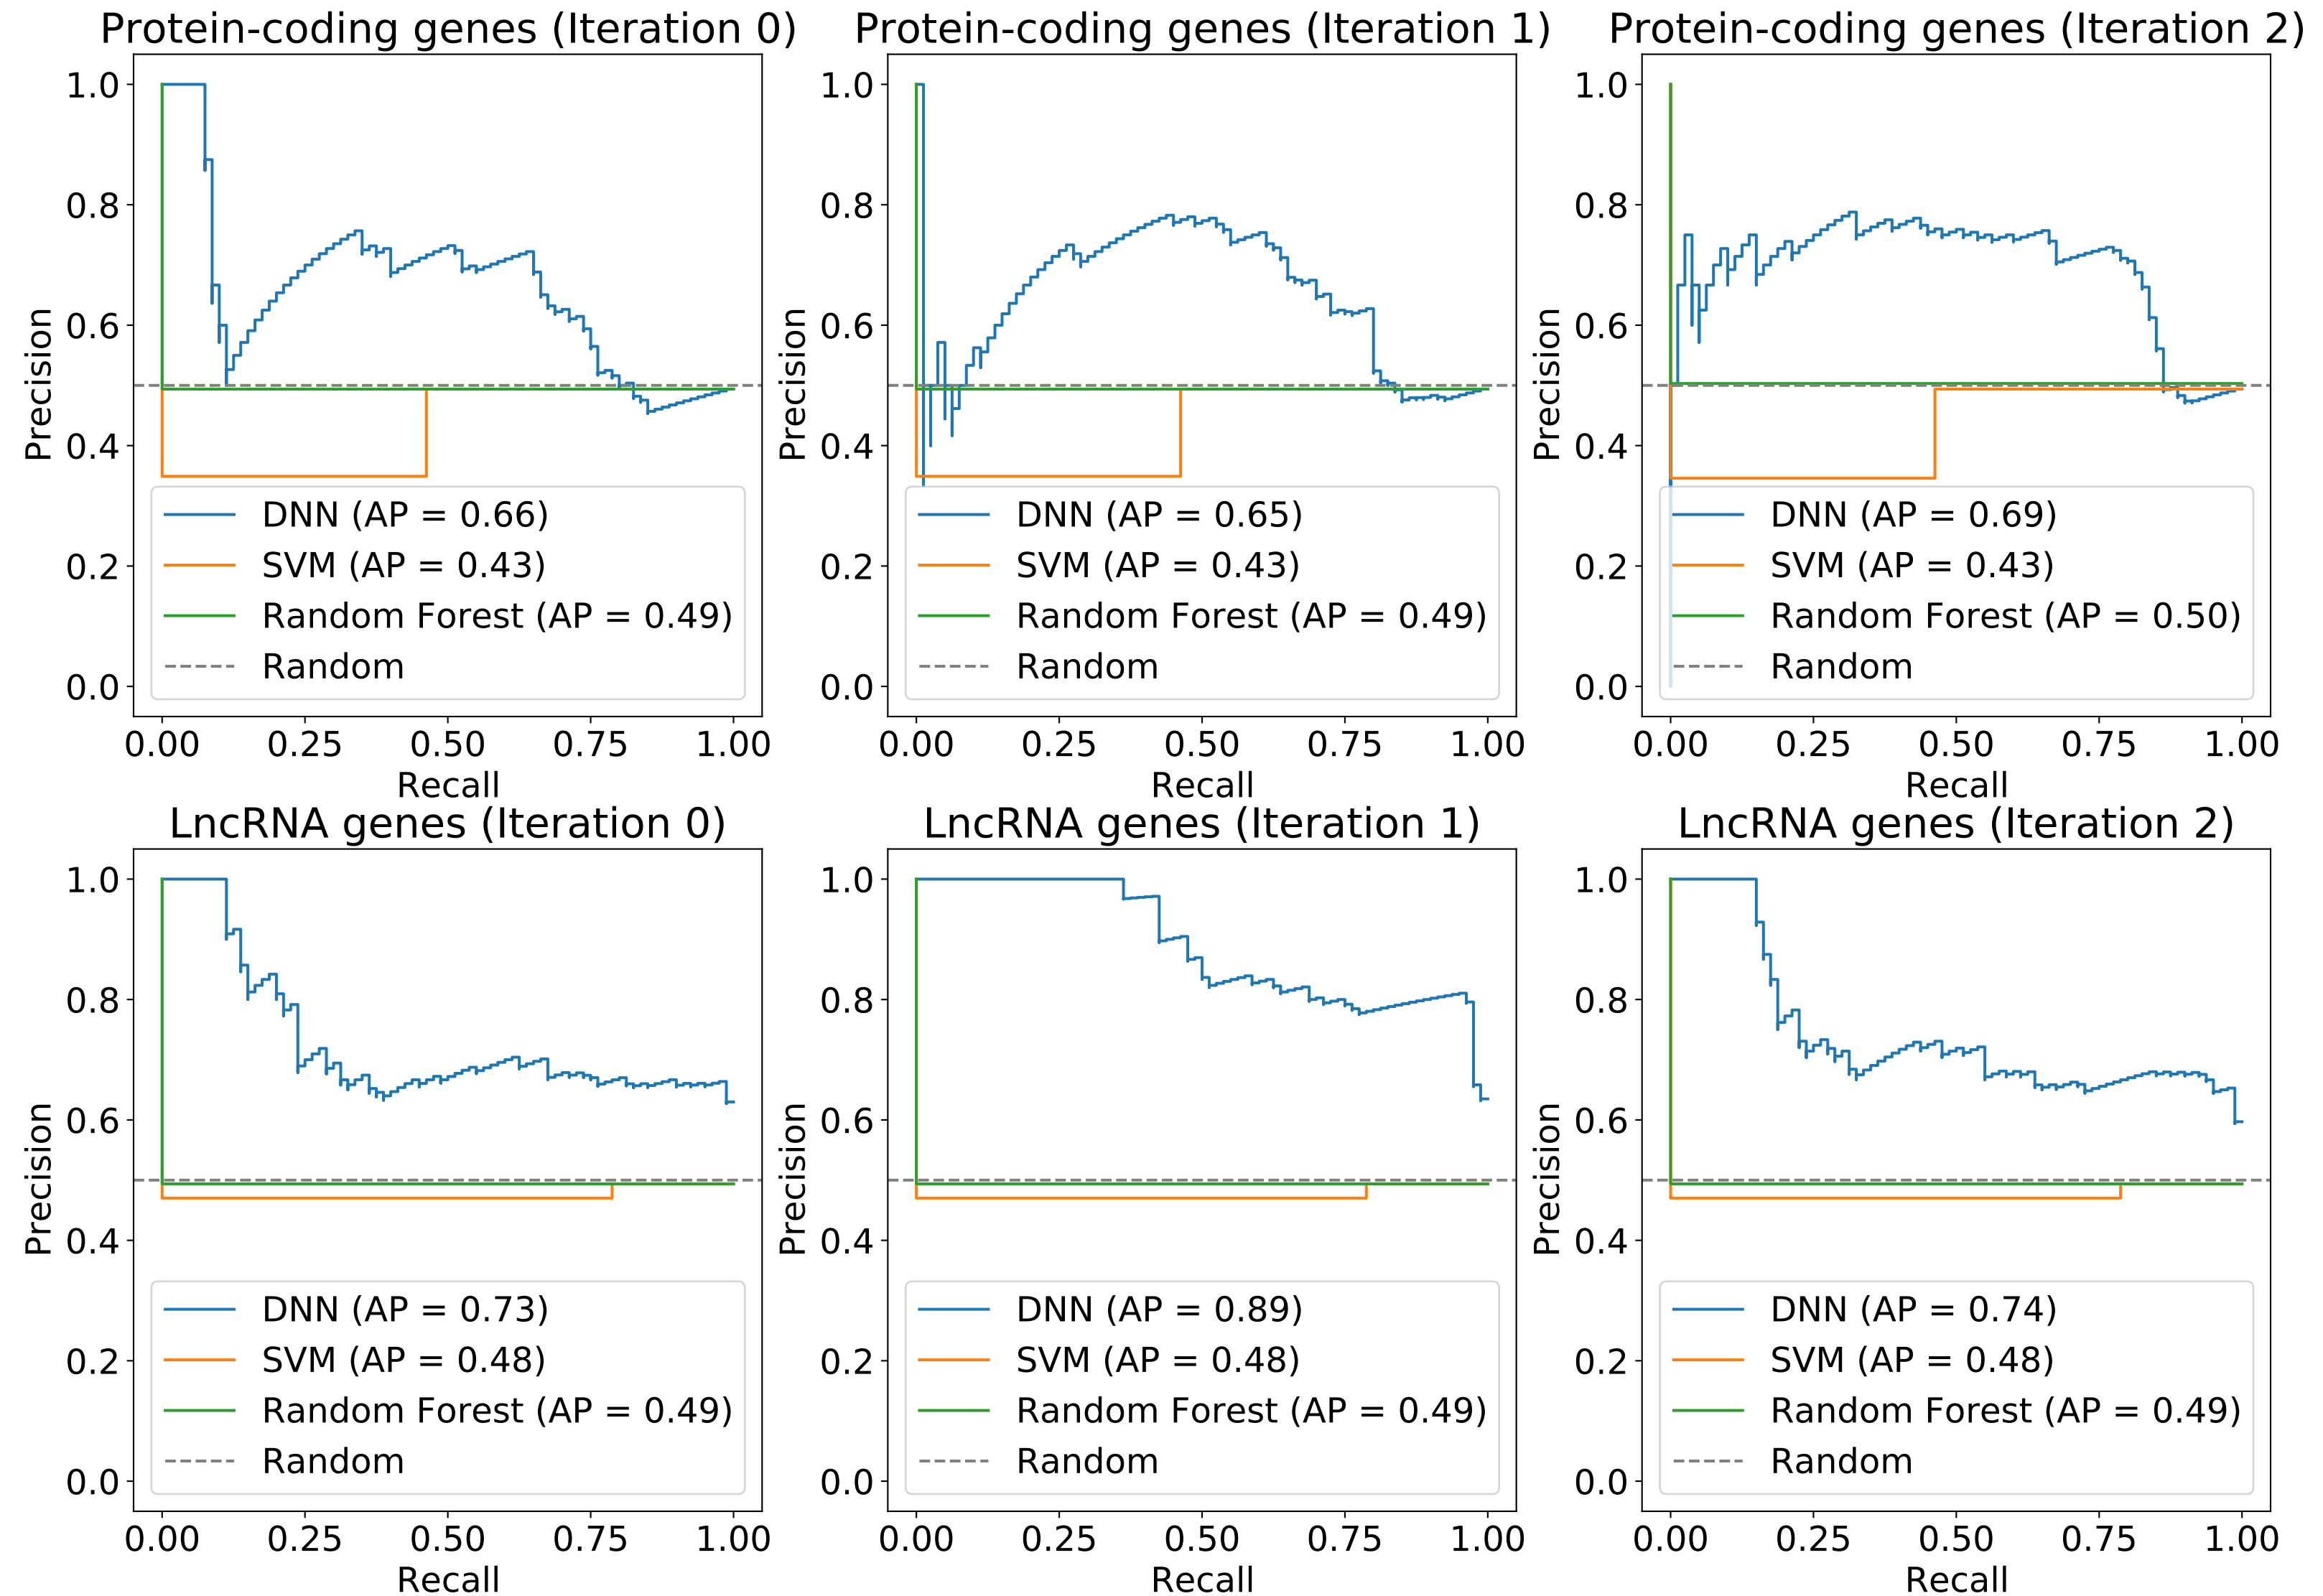 Protein-coding genes (Iteration 0)
Precision
1.0
0.8
0.6
0.4
0.2
0.0
DNN (AP = 0.66)
SVM (AP = 0.43)
Random Forest (AP = 0.49)
Random
0.00 0.25 0.50 0.75 1.00
Recall
Protein-coding genes (Iteration 1)
Precision
1.0
0.8
0.6
0.4
0.2
0.0
DNN (AP = 0.65)
SVM (AP = 0.43)
Random Forest (AP = 0.49)
Random
0.00 0.25 0.50 0.75 1.00
Recall
Protein-coding genes (Iteration 2)
Precision
1.0
0.8
0.6
0.4
0.2
0.0
DNN (AP = 0.69)
SVM (AP = 0.43)
Random Forest (AP = 0.50)
Random
0.00 0.25 0.50 0.75 1.00
Recall
LncRNA genes (Iteration 0)
Precision
1.0
0.8
0.6
0.4
0.2
0.0
DNN (AP = 0.73)
SVM (AP = 0.48)
Random Forest (AP = 0.49)
Random
0.00 0.25 0.50 0.75 1.00
Recall
LncRNA genes (Iteration 1)
Precision
1.0
0.8
0.6
0.4
0.2
0.0
DNN (AP = 0.89)
SVM (AP = 0.48)
Random Forest (AP = 0.49)
Random
0.00 0.25 0.50 0.75 1.00
Recall
LncRNA genes (Iteration 2)
Precision
1.0
0.8
0.6
0.4
0.2
0.0
DNN (AP = 0.74)
SVM (AP = 0.48)
Random Forest (AP = 0.49)
Random
0.00 0.25 0.50 0.75 1.00
Recall